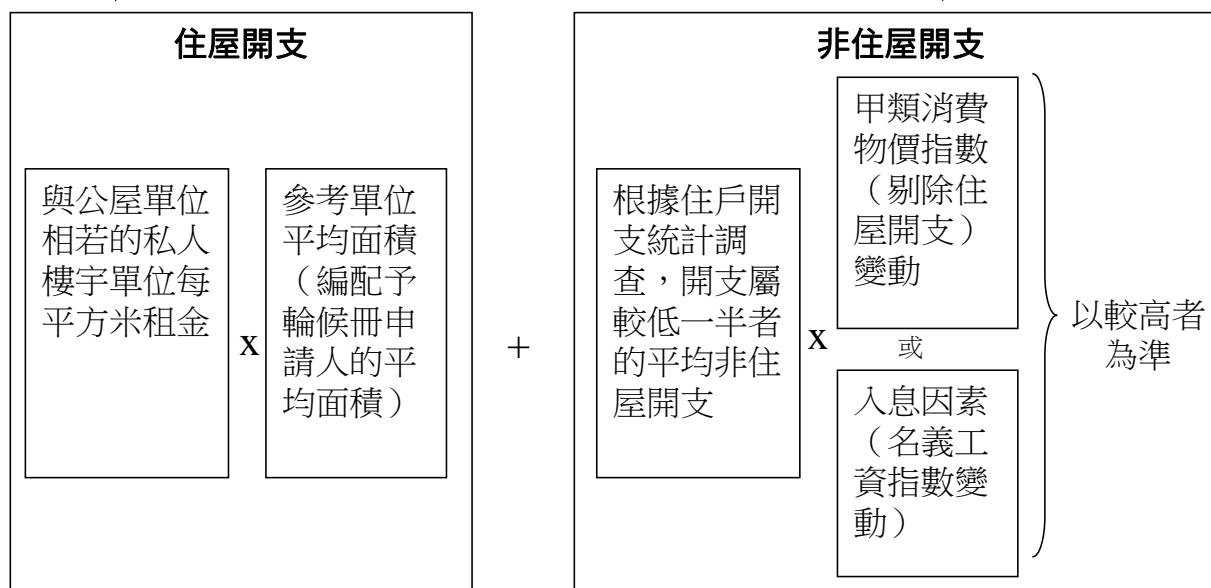 住屋開支
與公屋單位
相若的私人
樓宇單位每
平方米租金
x
參考單位
平均面積
（編配予
輪候冊申
請人的平
均面積）
+
非住屋開支
根據住戶開
支統計調
查，開支屬
較低一半者
的平均非住
屋開支
x
甲類消費
物價指數
（剔除住
屋開支）
變動
或
入息因素
（名義工
資指數變
動）
以較高者
為準